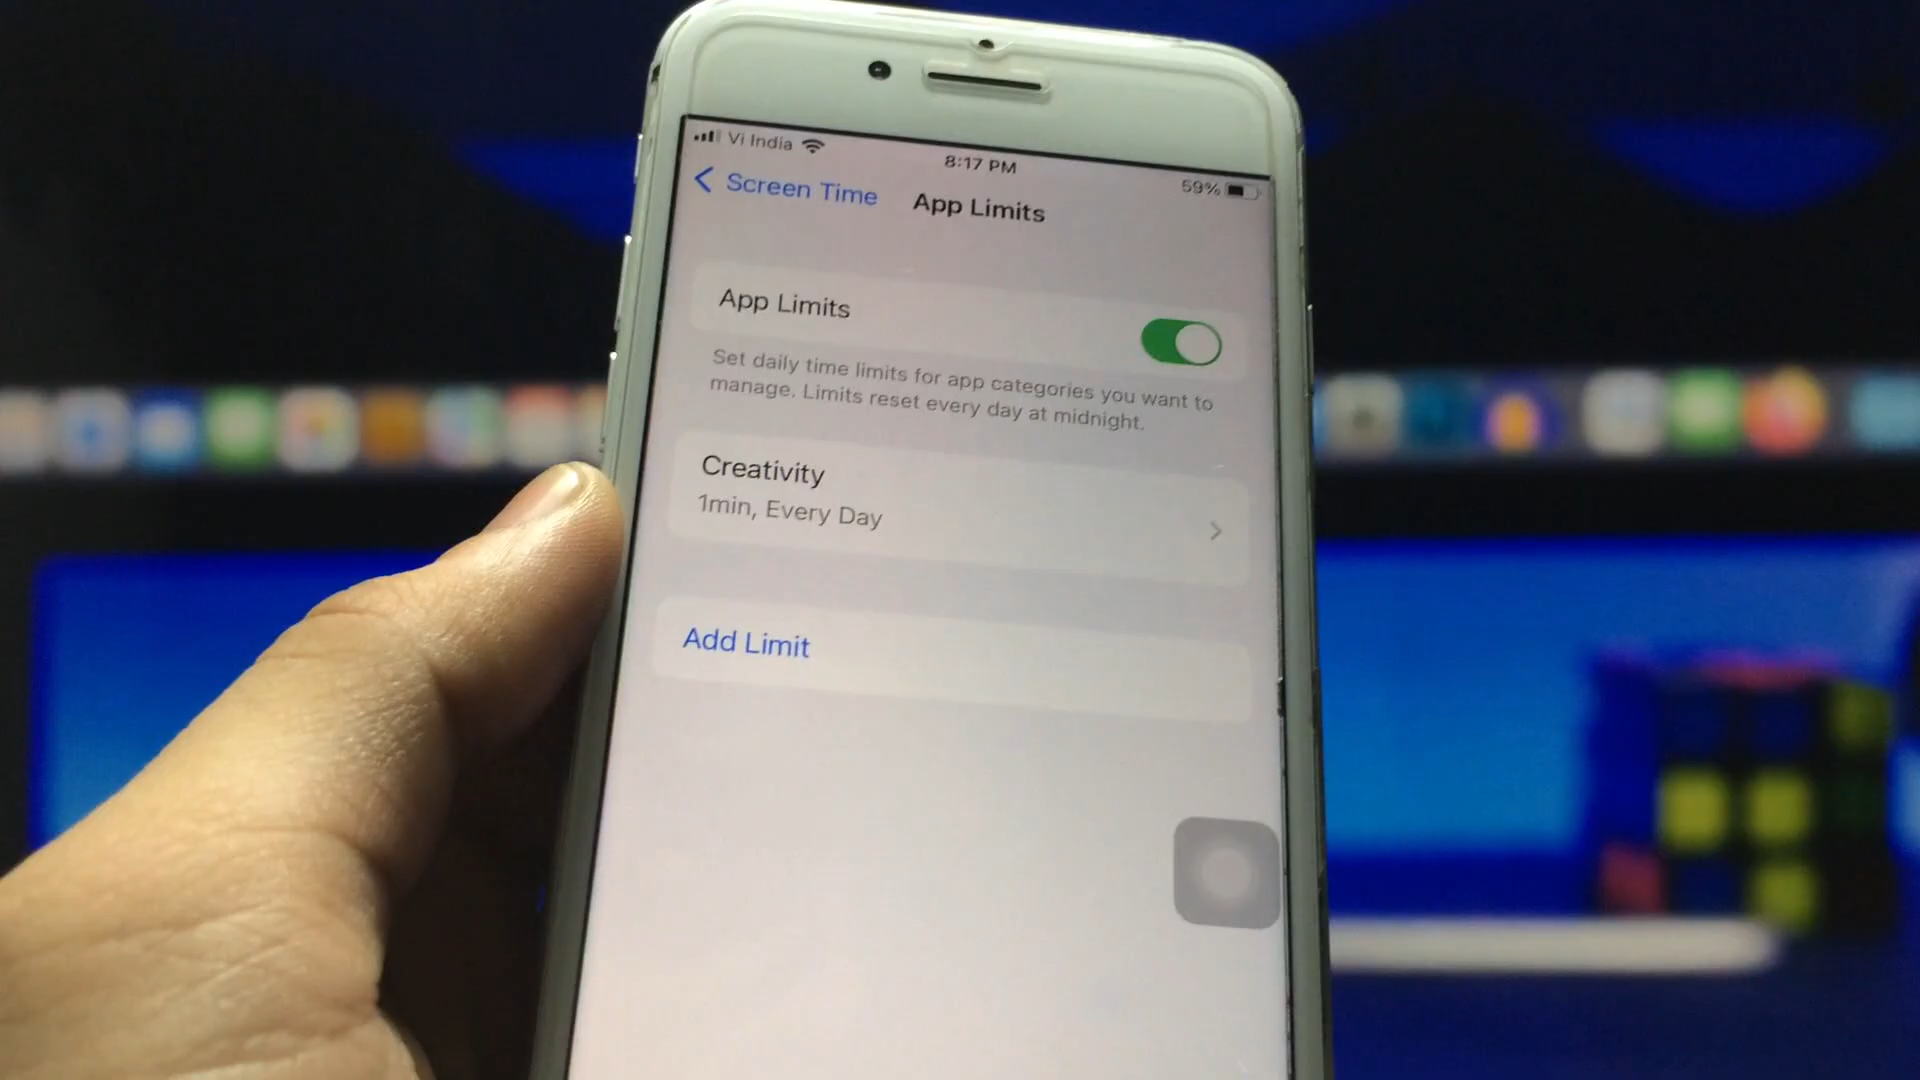 Vi India
8:17 PM
59%
Screen Time
App Limits
App Limits
Set daily time limits for app categories you want to
manage. Limits reset every day at midnight.
Creativity
1min, Every Day
Add Limit